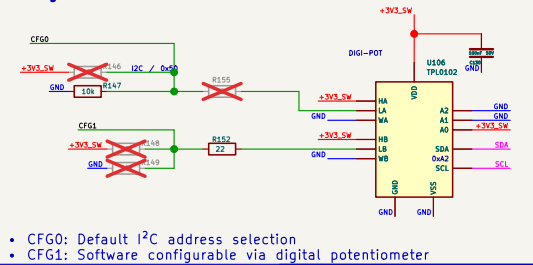 +3V3_SW
CFG0
DIGI-POT
100nF 50V
GND
U106
TPL0102
+3V3_SW
R146
I2C / 0x50
GND
10k
R147
R155
VDD
+3V3_SW
HA
LA
GND
WA
A2
GND
A1
GND
A0
+3V3_SW
CFG1
+3V3_SW
R148
GND
R149
R152
22
+3V3_SW
HB
LB
GND
WB
SDA
SDA
0xA2
SCL
SCL
GND
VSS
GND
GND
• CFG0: Default I²C address selection
• CFG1: Software configurable via digital potentiometer